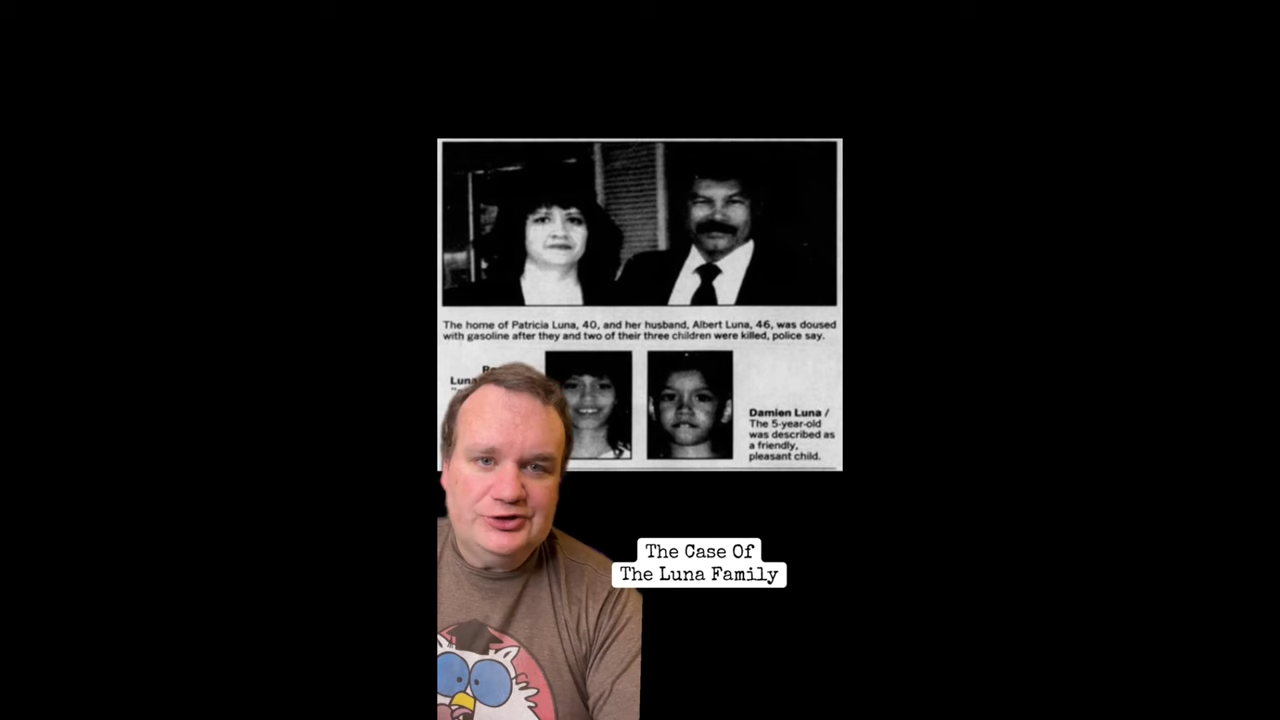 The home of Patricia Luna, 40, and her husband, Albert Luna, 46, was doused
with gasoline after they and two of their three children were killed, police say.
Luna
Damien Luna /
The 5-year-old
was described as
a friendly,
pleasant child.
The Case Of
The Luna Family